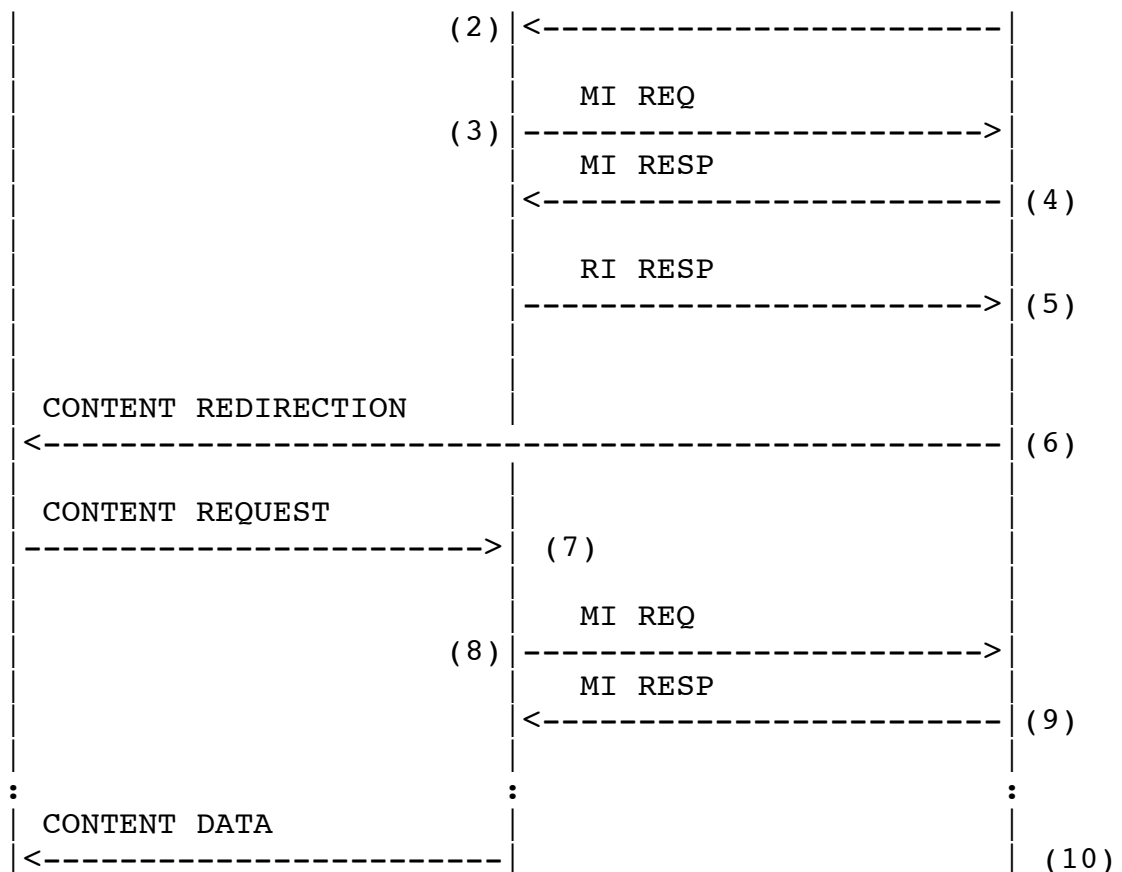 (2)
MI REQ
(3)
MI RESP
(4)
RI RESP
(5)
CONTENT REDIRECTION
(6)
CONTENT REQUEST
(7)
MI REQ
(8)
MI RESP
(9)
CONTENT DATA
(10)